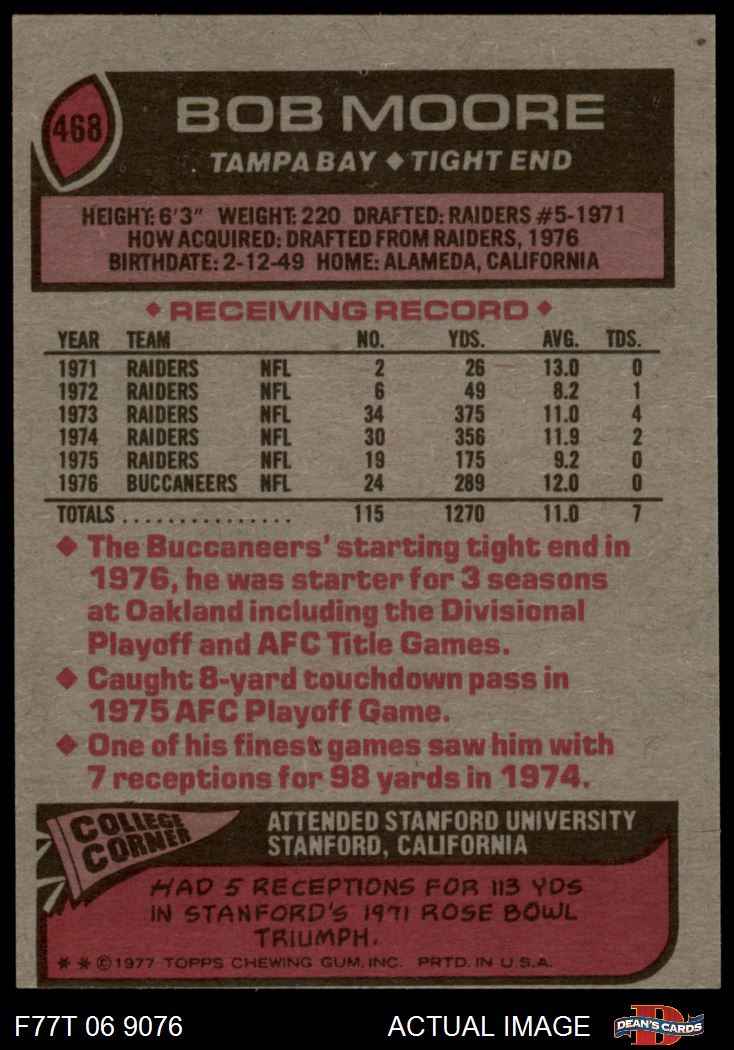 468
BOB MOORE
TAMPA BAY ◆ TIGHT END
HEIGHT: 6'3" WEIGHT: 220 DRAFTED: RAIDERS #5-1971
HOW ACQUIRED: DRAFTED FROM RAIDERS, 1976
BIRTHDATE: 2-12-49 HOME: ALAMEDA, CALIFORNIA
◆ RECEIVING RECORD ◆
YEAR TEAM NO. YDS. AVG. TDS.
1971 RAIDERS NFL 2 26 13.0 0
1972 RAIDERS NFL 6 49 8.2 1
1973 RAIDERS NFL 34 375 11.0 4
1974 RAIDERS NFL 30 356 11.9 2
1975 RAIDERS NFL 19 175 9.2 0
1976 BUCCANEERS NFL 24 289 12.0 0
TOTALS ............... 115 1270 11.0 7
◆ The Buccaneers' starting tight end in
1976, he was starter for 3 seasons
at Oakland including the Divisional
Playoff and AFC Title Games.
◆ Caught 8-yard touchdown pass in
1975 AFC Playoff Game.
◆ One of his finest games saw him with
7 receptions for 98 yards in 1974.
COLLEGE
CORNER
ATTENDED STANFORD UNIVERSITY
STANFORD, CALIFORNIA
HAD 5 RECEPTIONS FOR 113 YDS
IN STANFORD'S 1971 ROSE BOWL
TRIUMPH.
* * ©1977 TOPPS CHEWING GUM, INC. PRTD. IN U.S.A.
F77T 06 9076 ACTUAL IMAGE
D
DEAN'S CARDS